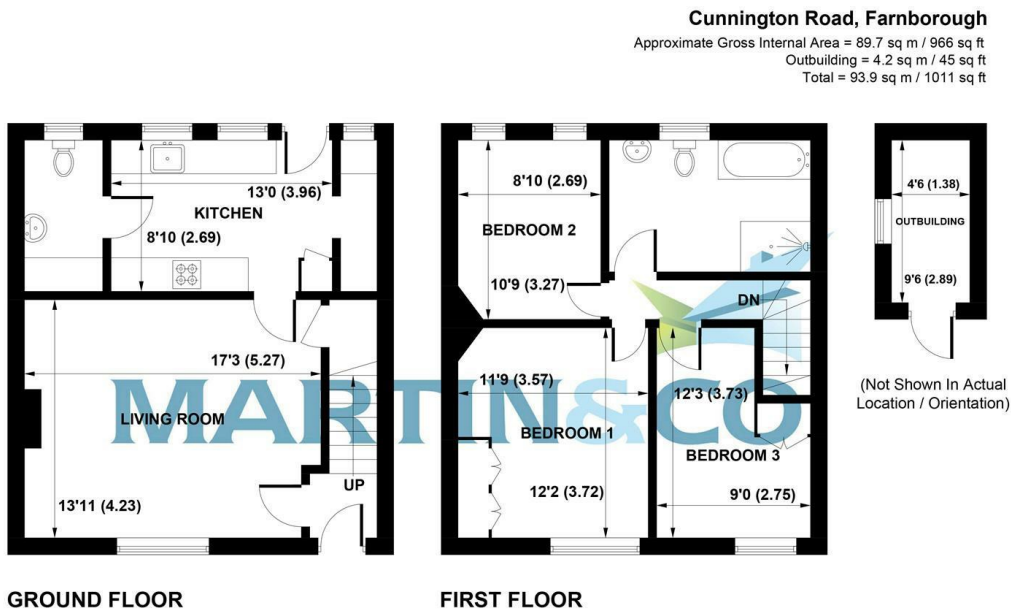 Cunnington Road, Farnborough
Approximate Gross Internal Area = 89.7 sq m / 966 sq ft
Outbuilding = 4.2 sq m / 45 sq ft
Total = 93.9 sq m / 1011 sq ft
13'0 (3.96)
KITCHEN
8'10 (2.69)
17'3 (5.27)
LIVING ROOM
13'11 (4.23)
UP
8'10 (2.69)
BEDROOM 2
10'9 (3.27)
DN
11'9 (3.57)
BEDROOM 1
12'2 (3.72)
12'3 (3.73)
BEDROOM 3
9'0 (2.75)
4'6 (1.38)
OUTBUILDING
9'6 (2.89)
(Not Shown In Actual
Location / Orientation)
MARTIN&CO
GROUND FLOOR
FIRST FLOOR